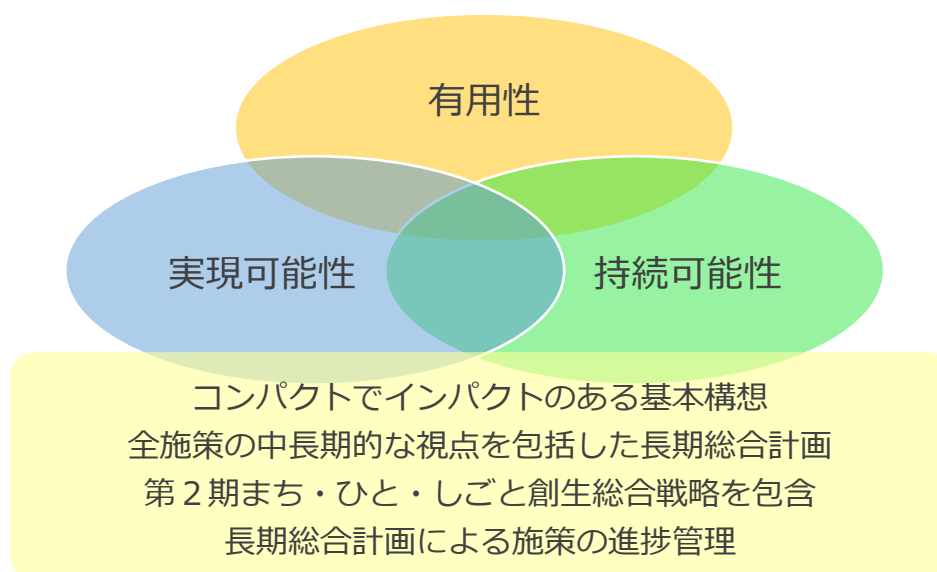 有用性
実現可能性
持続可能性
コンパクトでインパクトのある基本構想
全施策の中長期的な視点を包括した長期総合計画
第２期まち・ひと・しごと創生総合戦略を包含
長期総合計画による施策の進捗管理